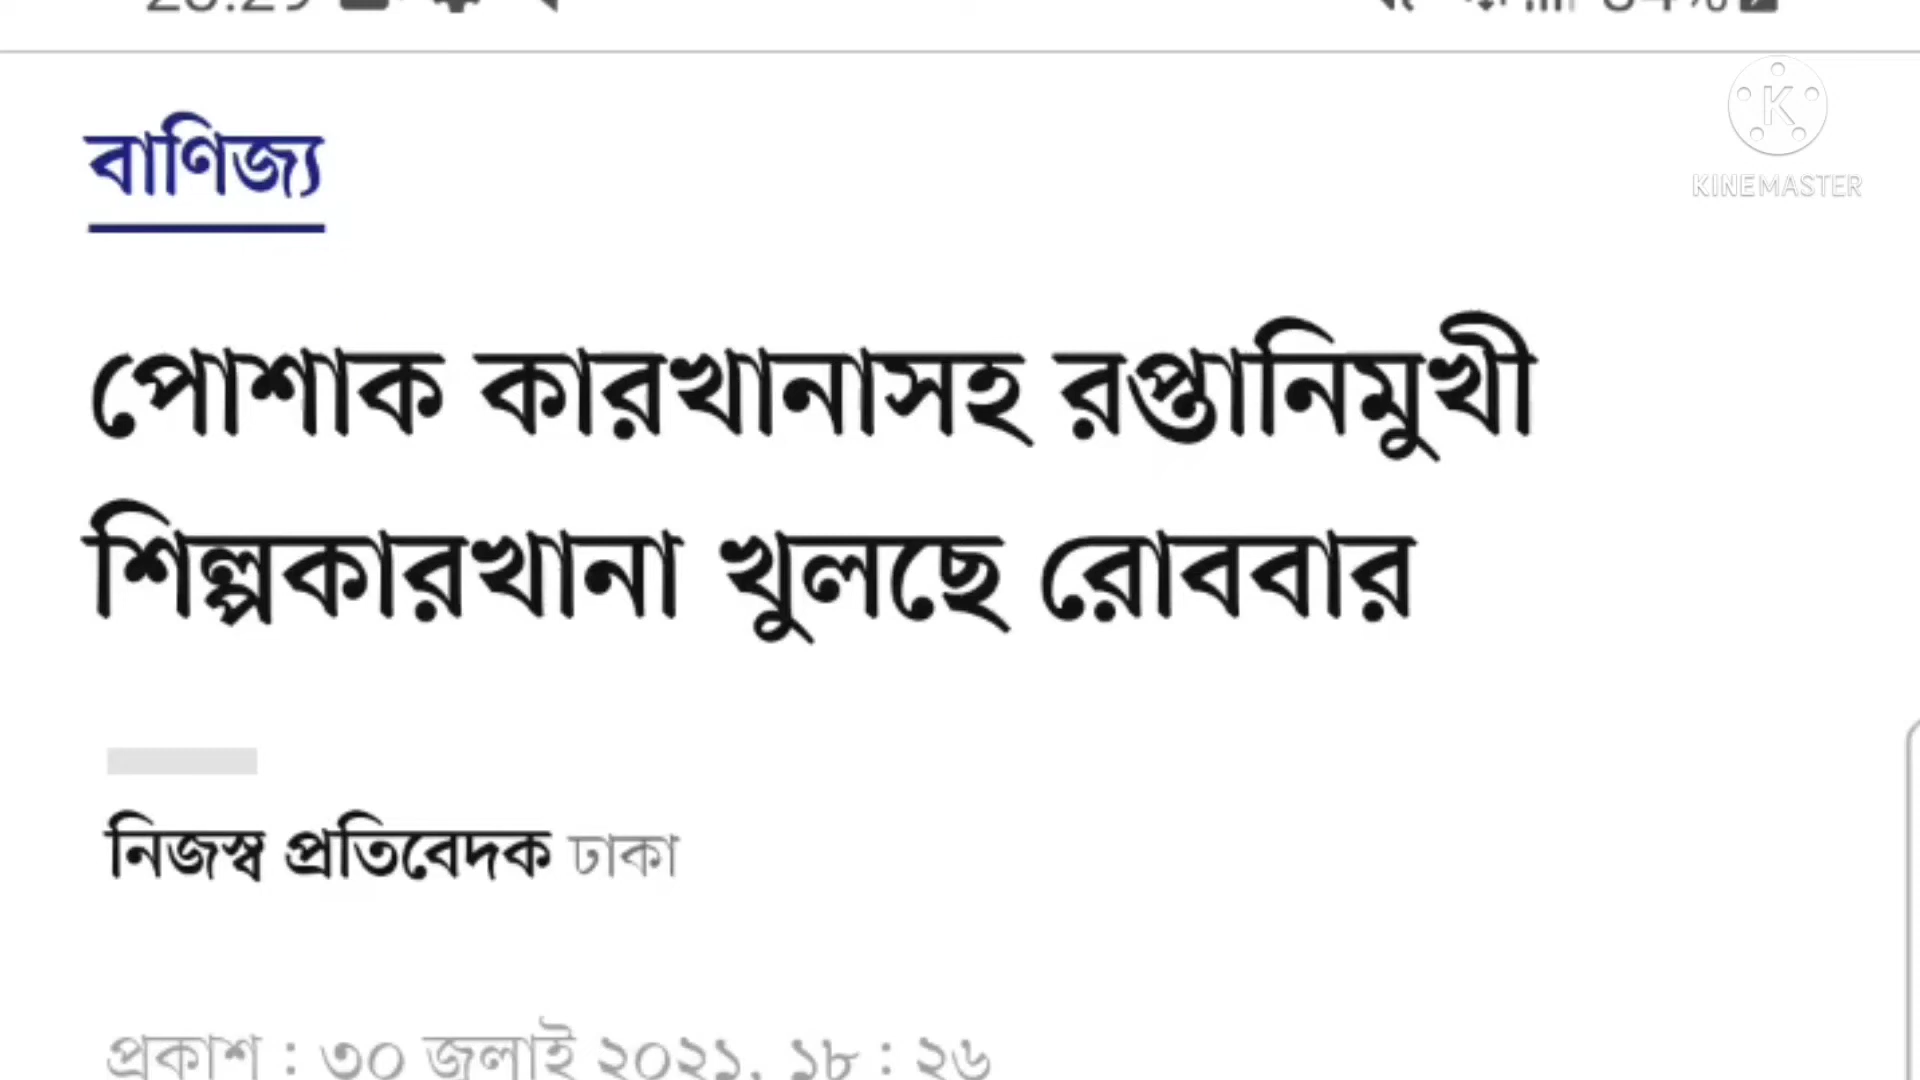 KINEMASTER
বাণিজ্য
পোশাক কারখানাসহ রপ্তানিমুখী
শিল্পকারখানা খুলছে রোববার
নিজস্ব প্রতিবেদক ঢাকা
প্রকাশ : ৩০ জুলাই ২০২১, ১৮ : ২৬